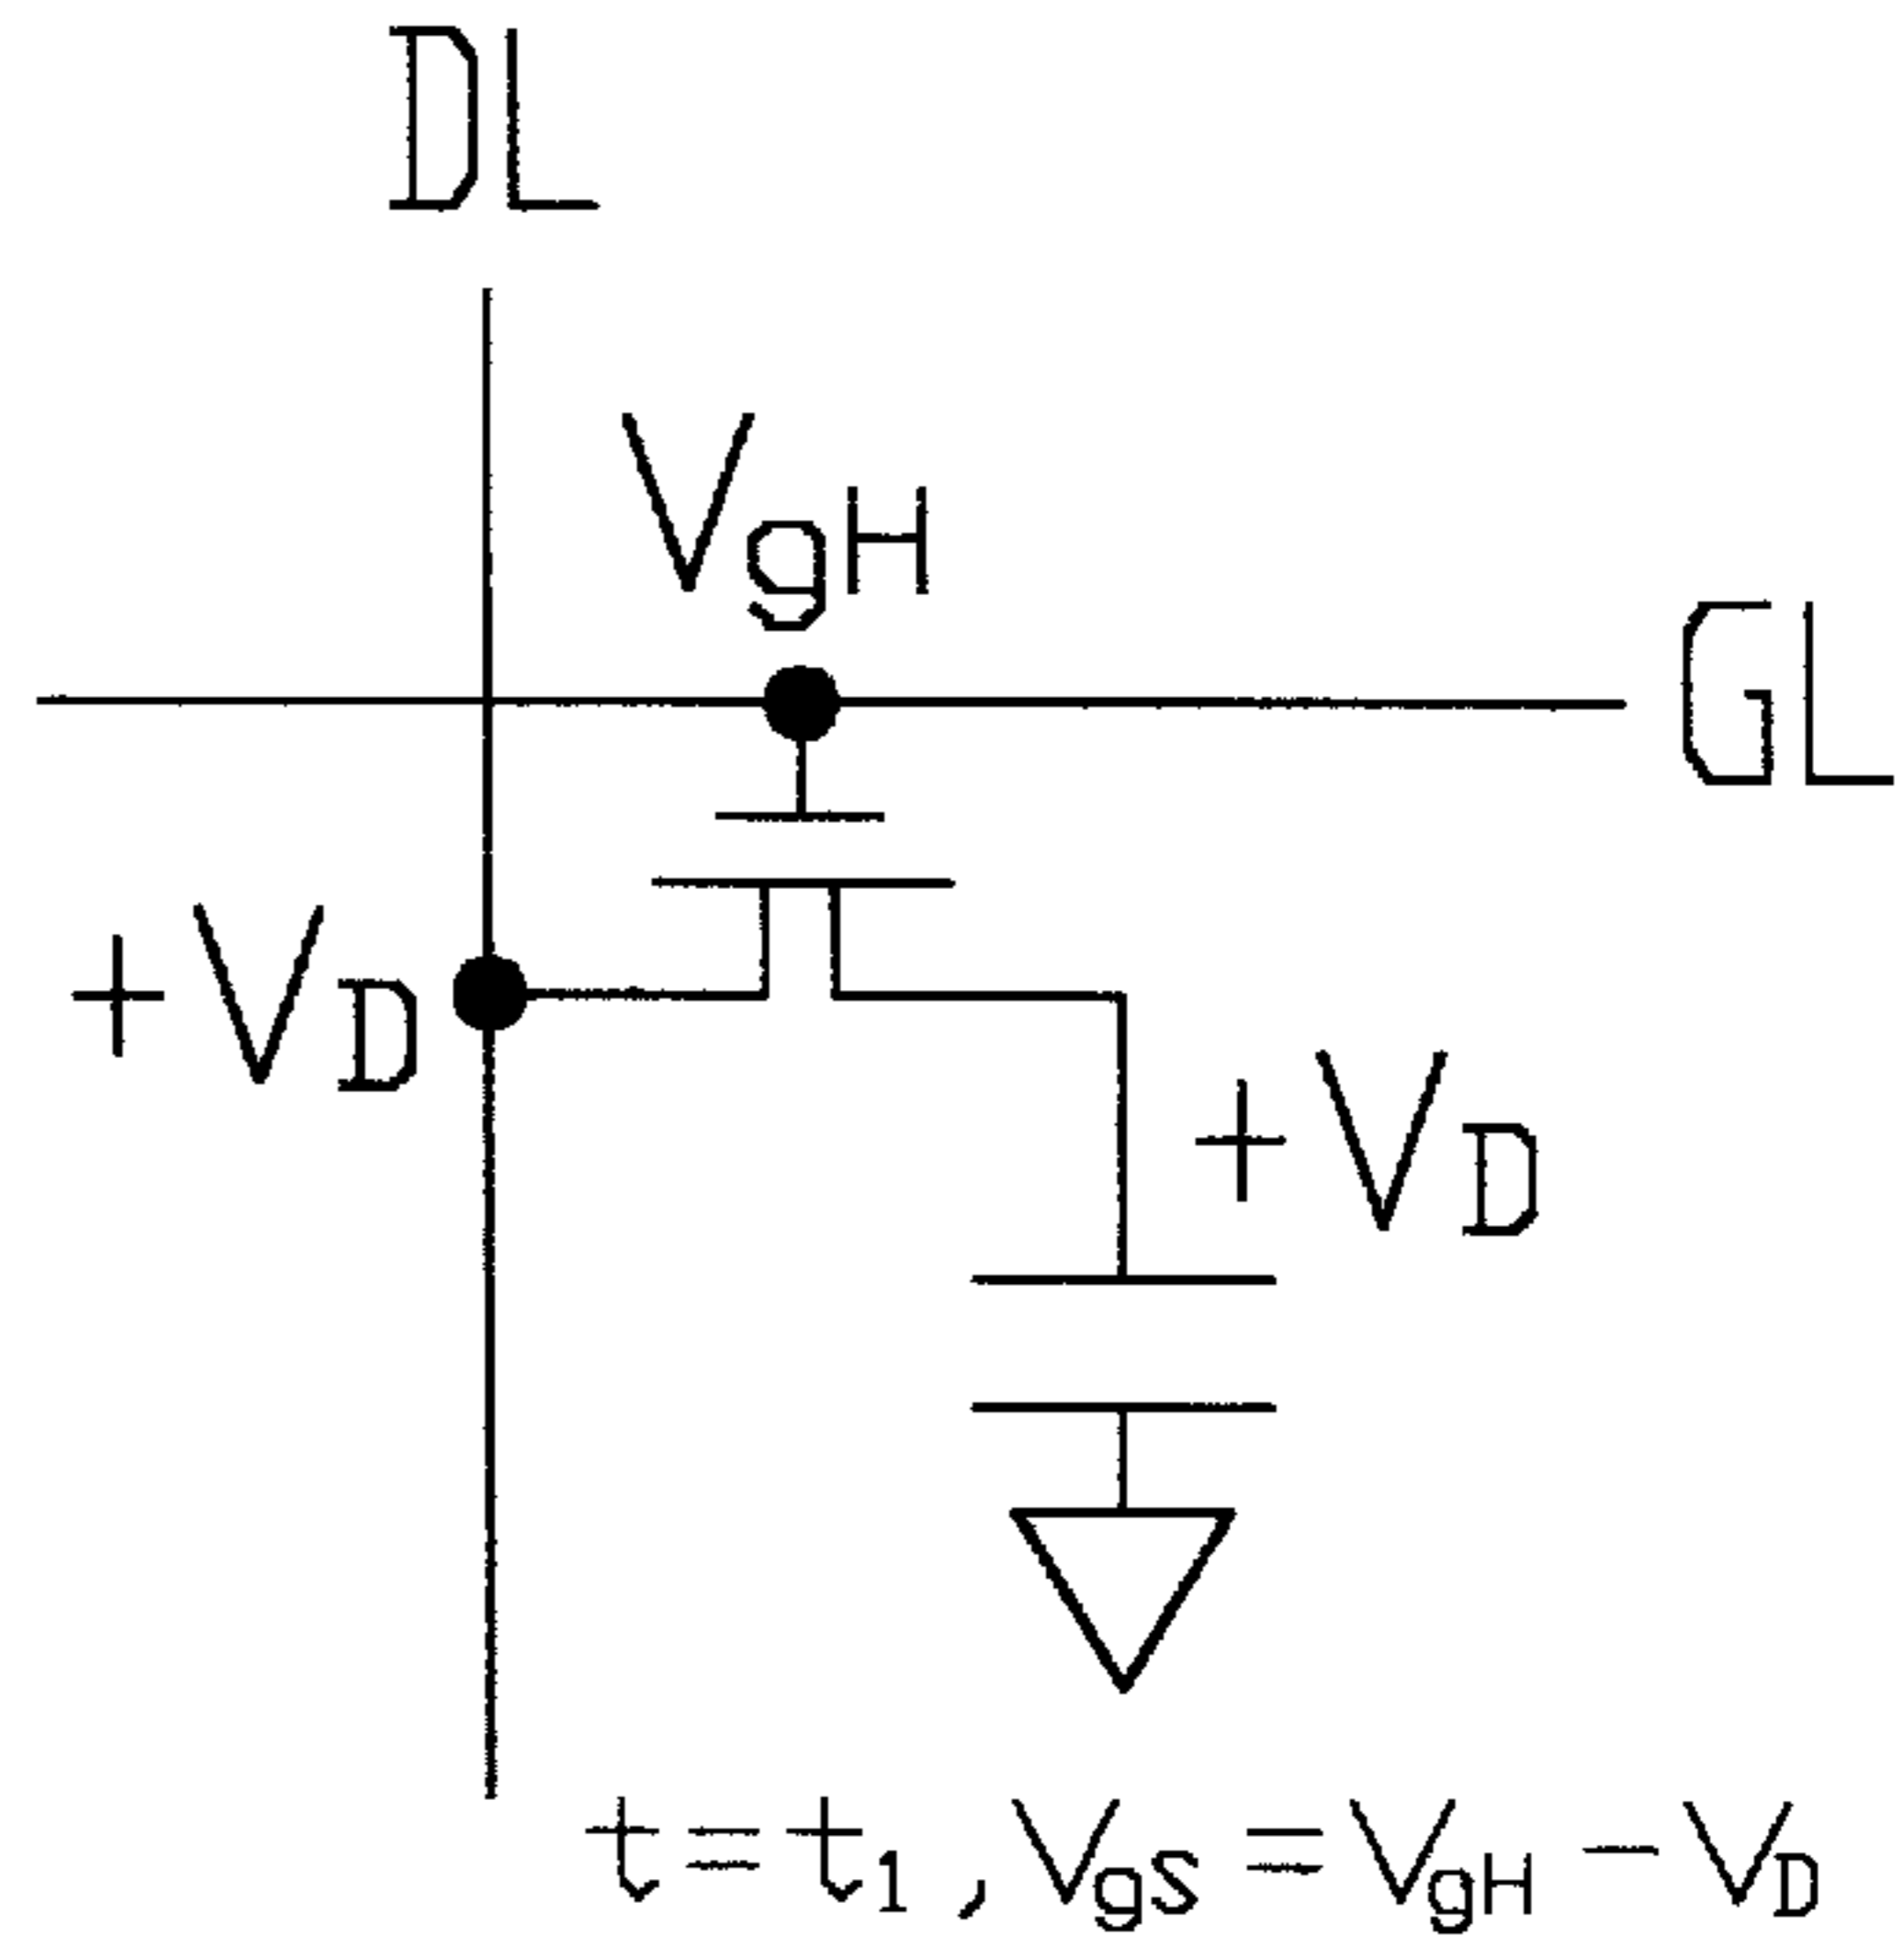 DL
VgH
GL
+VD
+VD
t=t1, VgS=VgH -VD